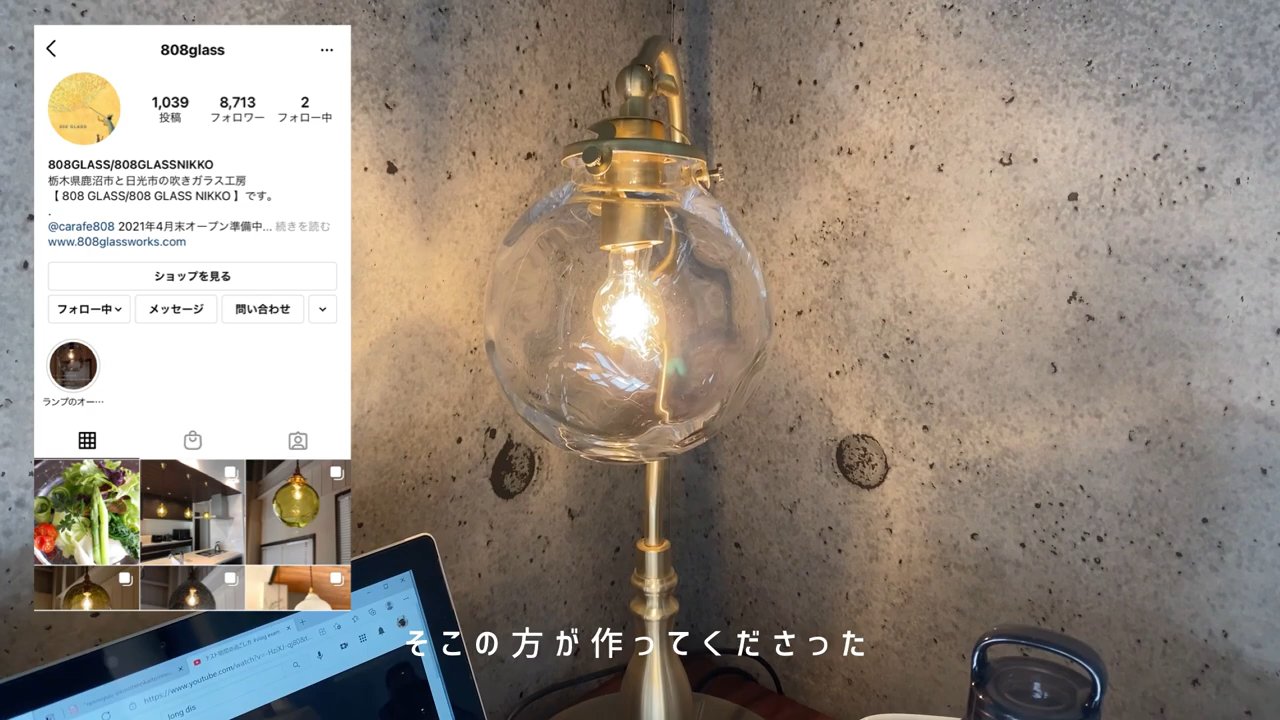 808glass
1,039
投稿
8,713
フォロワー
2
フォロー中
808 GLASS
808GLASS/808GLASSNIKKO
栃木県鹿沼市と日光市の吹きガラス工房
【 808 GLASS/808 GLASS NIKKO 】です。
.
@carafe808 2021年4月末オープン準備中... 続きを読む
www.808glassworks.com
ショップを見る
フォロー中
メッセージ
問い合わせ
ランプのオー…
そこの方が作ってくださった
https://www.youtube.com/watch?v=
long dis